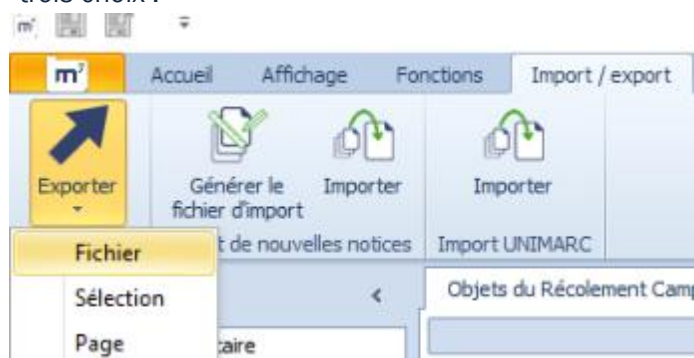 trois choix :
m
m⁷ Accueil Affichage Fonctions Import / export
Exporter Générer le fichier d'import Importer Importer
t de nouvelles notices Import UNIMARC
Fichier
Sélection
Page
Objets du Récolement Camp
taire